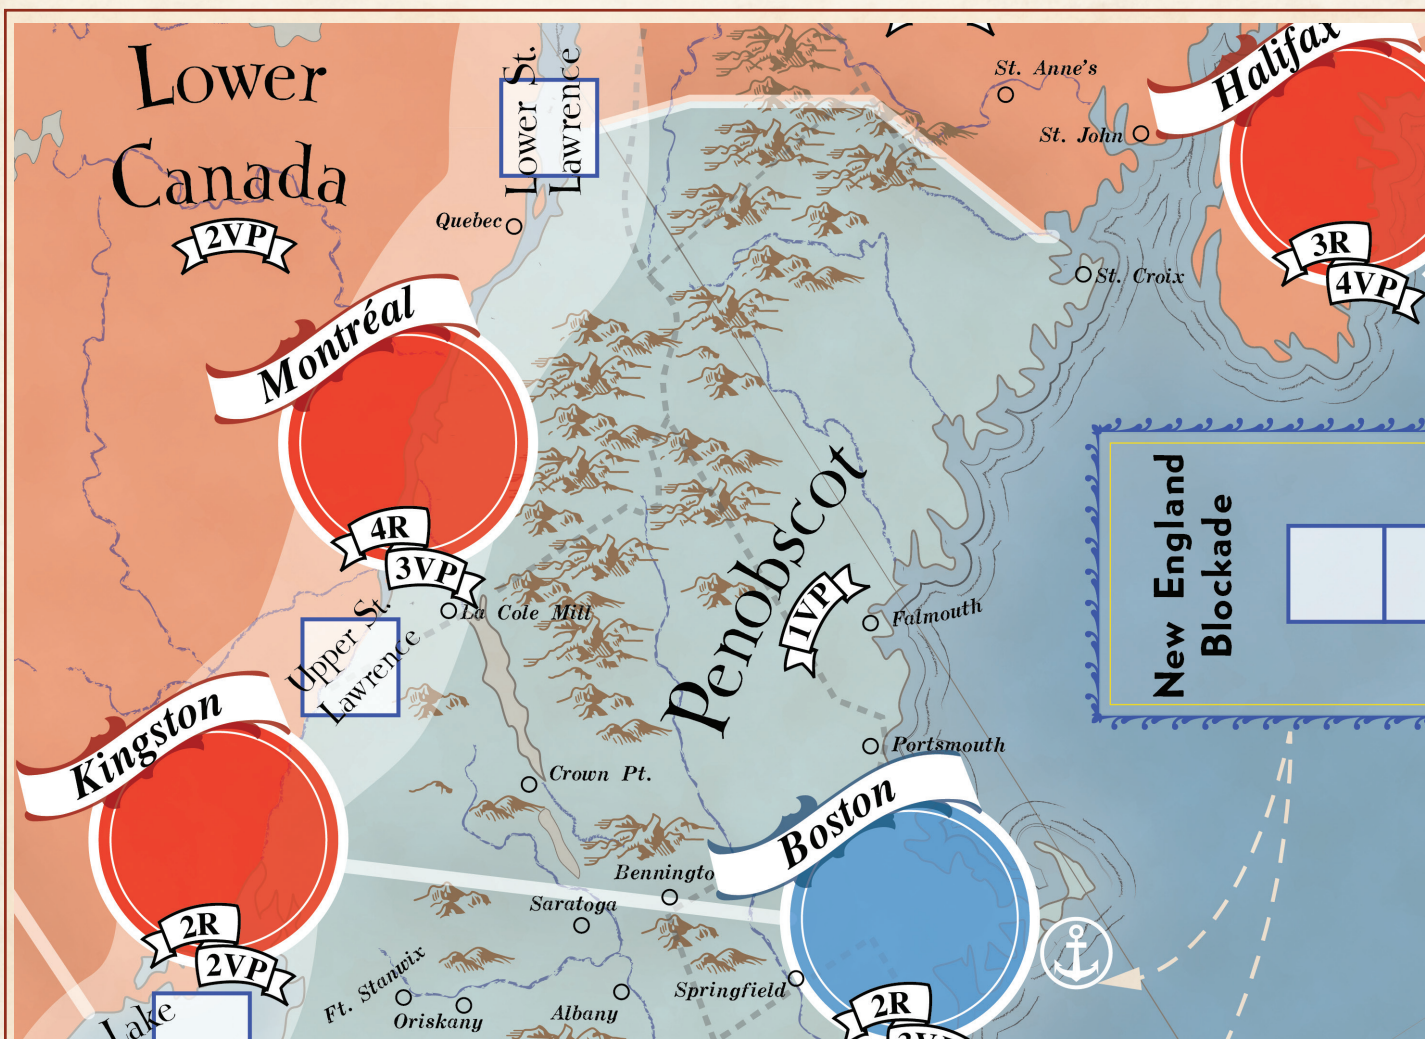 Lower
Canada
2VP
Lower St.
Lawrence
St. Anne's
St. John
Halifax
3R
4VP
Quebec
St. Croix
Montréal
4R
3VP
La Cole Mill
Upper St.
Lawrence
Penobscot
1VP
Falmouth
New England
Blockade
Portsmouth
Kingston
2R
2VP
Crown Pt.
Boston
2R
3VP
Benningto
Saratoga
Ft. Stanwix
Oriskany
Albany
Springfield
Lake